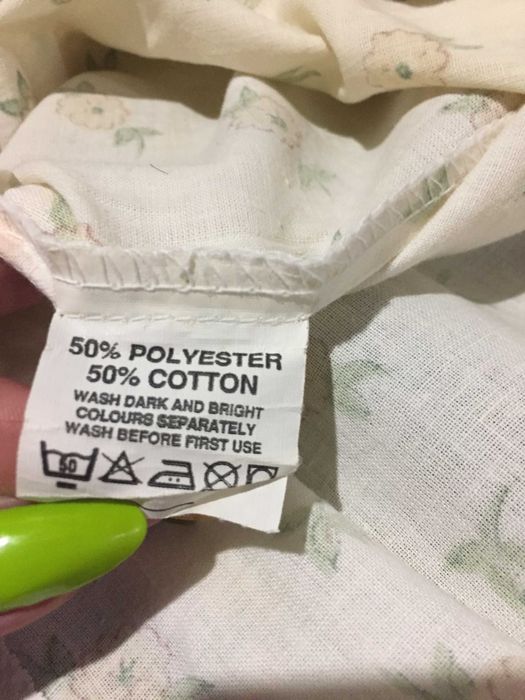 50% POLYESTER
50% COTTON
WASH DARK AND BRIGHT
COLOURS SEPARATELY
WASH BEFORE FIRST USE
50